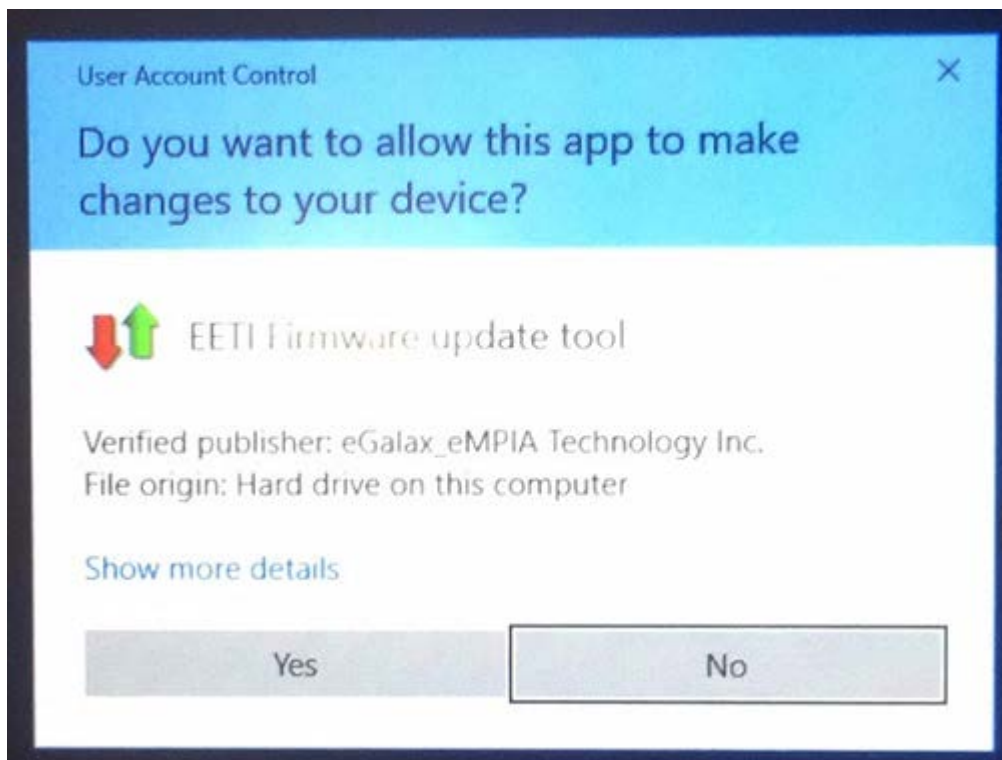 User Account Control
Do you want to allow this app to make
changes to your device?
EETI Firmware update tool
Verified publisher: eGalax_eMPIA Technology Inc.
File origin: Hard drive on this computer
Show more details
Yes
No